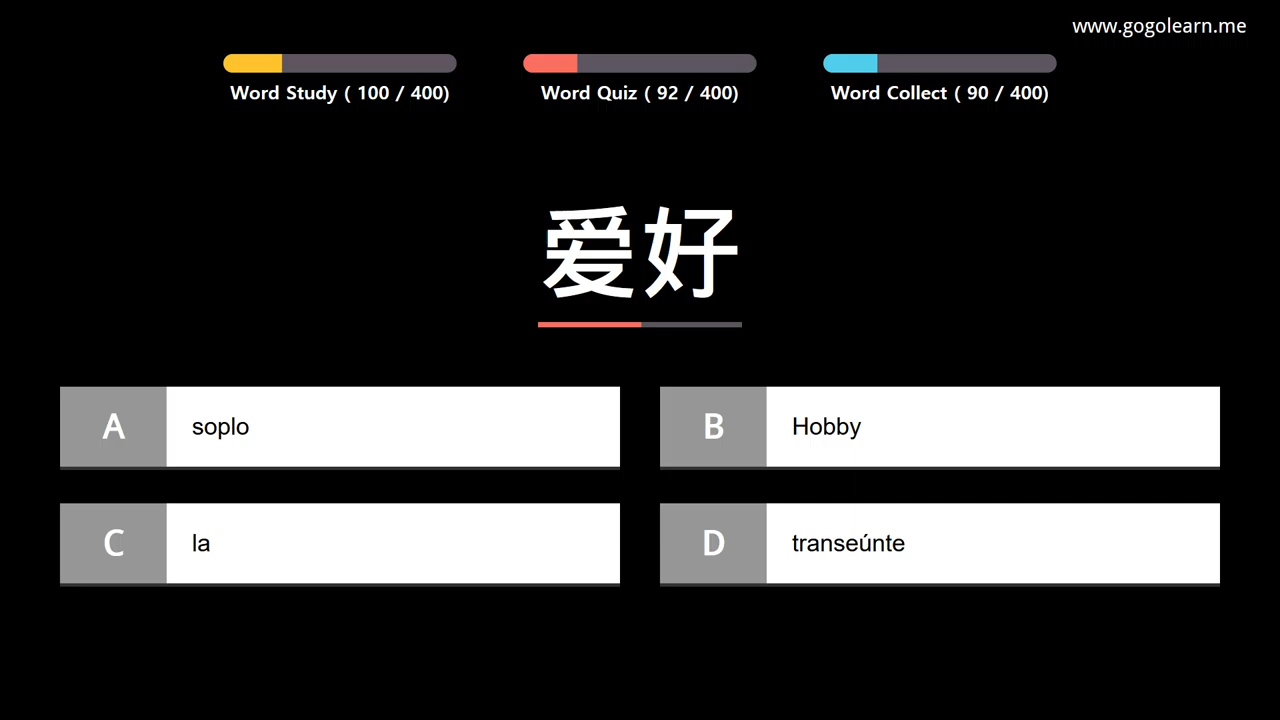 www.gogolearn.me
Word Study ( 100 / 400)
Word Quiz ( 92 / 400)
Word Collect ( 90 / 400)
爱好
A soplo
B Hobby
C la
D transeúnte